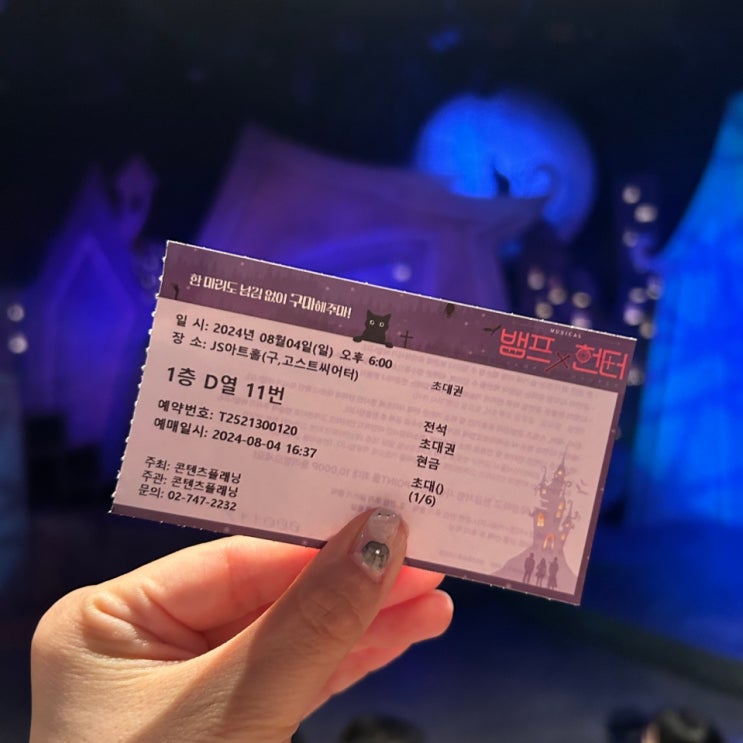 한 마리도 남김 없이 구마해주마!
MUSICAL
뱀프X헌터
일 시: 2024년 08월04일(일) 오후 6:00
장 소: JS아트홀(구,고스트씨어터)
초대권
1층 D열 11번
전석
예약번호: T2521300120
초대권
예매일시: 2024-08-04 16:37
현금
초대()
(1/6)
주최: 콘텐츠플래닝
주관: 콘텐츠플래닝
문의: 02-747-2232